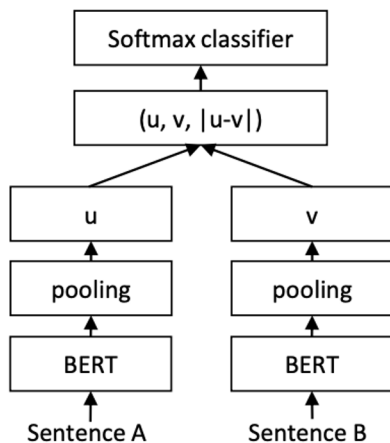 Softmax classifier
(u, v, |u-v|)
u v
pooling pooling
BERT BERT
Sentence A Sentence B